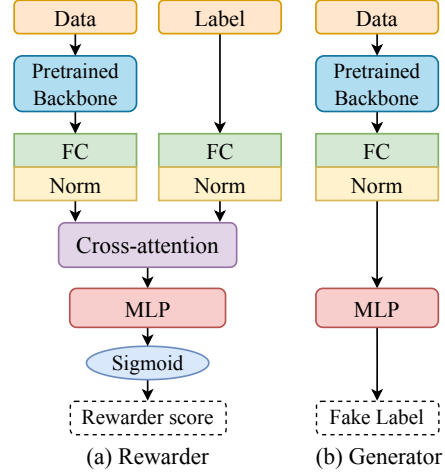 Data
Label
Pretrained
Backbone
FC
Norm
FC
Norm
Cross-attention
MLP
Sigmoid
Rewarder score
(a) Rewarder
Data
Pretrained
Backbone
FC
Norm
MLP
Fake Label
(b) Generator